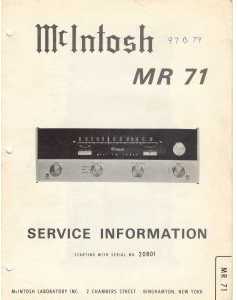 McIntosh
MR 71
SERVICE INFORMATION
STARTING WITH SERIAL NO. 20801
McINTOSH LABORATORY INC. 2 CHAMBERS STREET BINGHAMTON, NEW YORK
MR 71